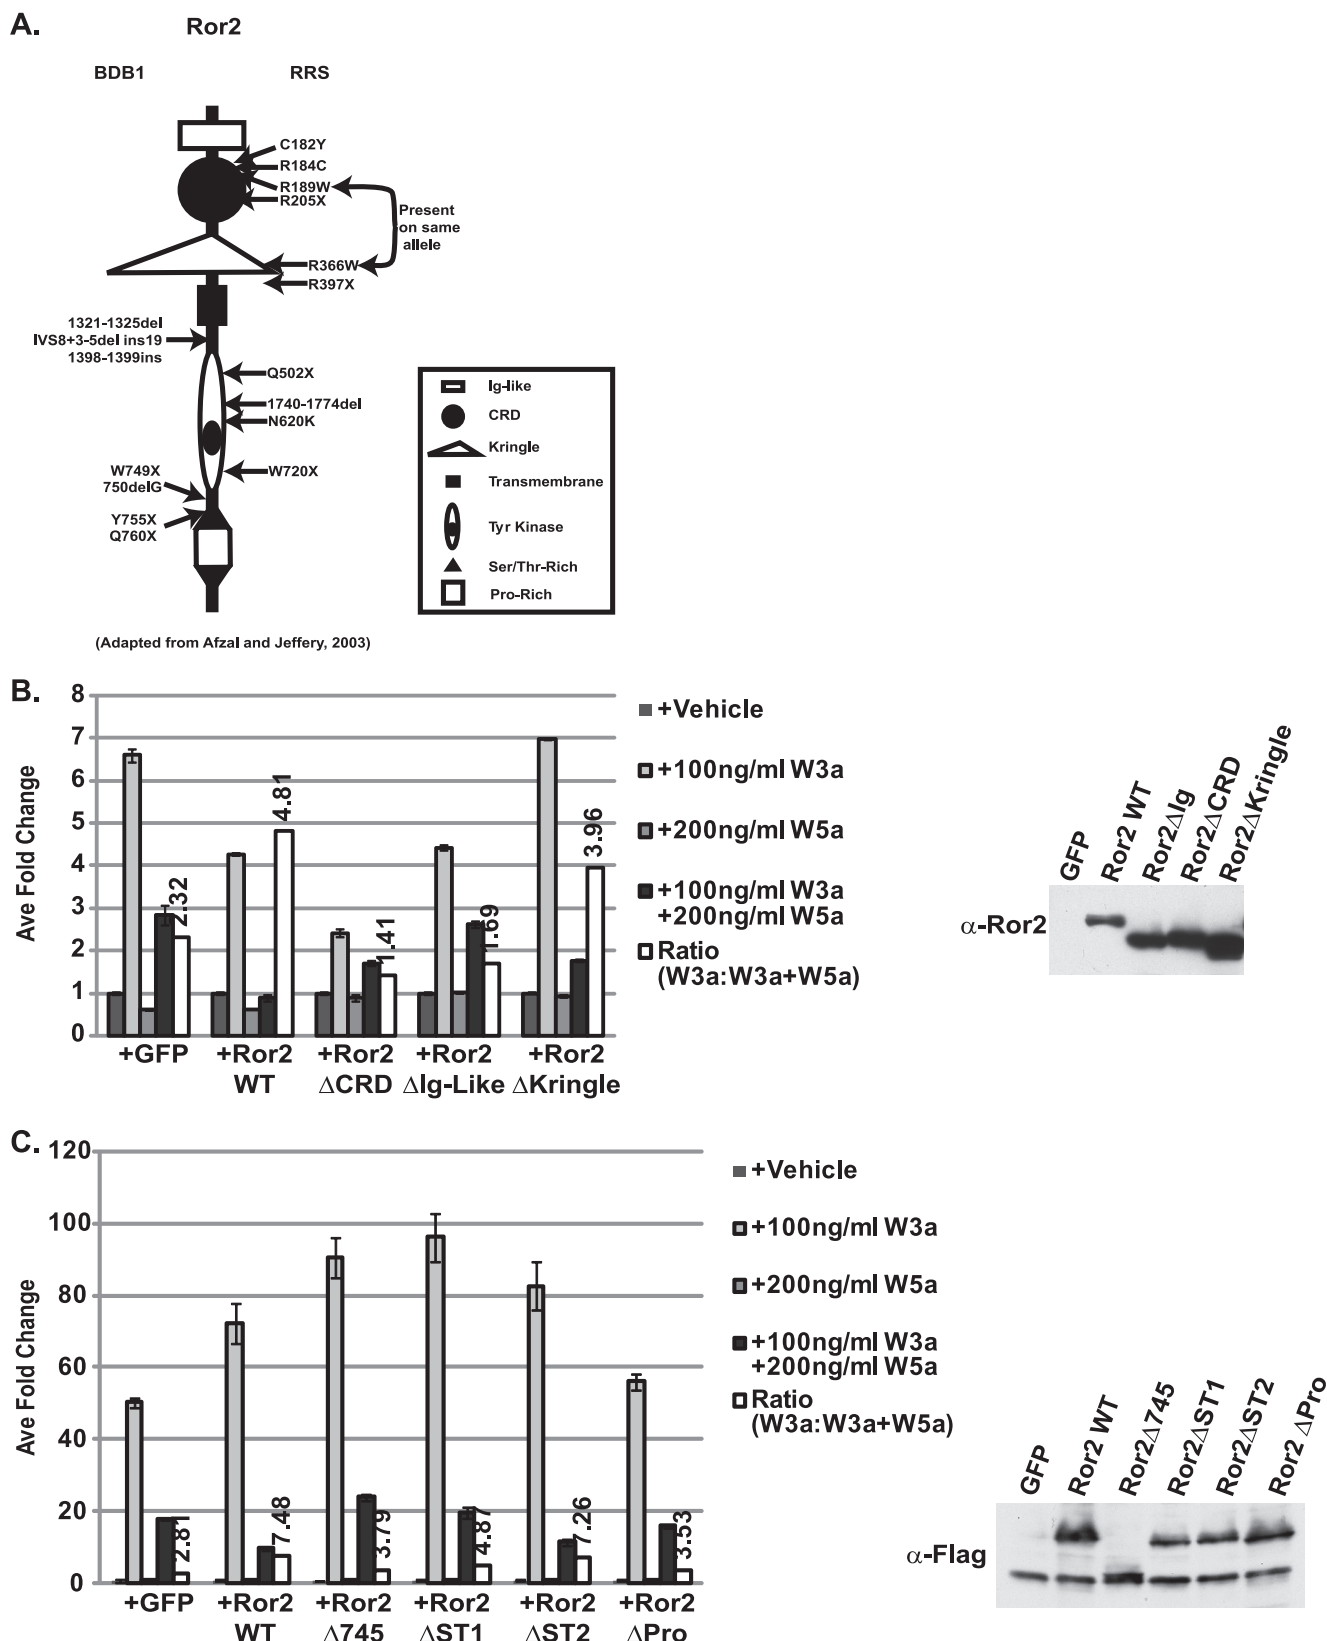 A.
Ror2
BDB1
RRS
C182Y
R184C
R189W
R205X
Present
on same
allele
R366W
R397X
1321-1325del
IVS8+3-5del ins19
1398-1399ins
Q502X
1740-1774del
N620K
W720X
W749X
750delG
Y755X
Q760X
Ig-like
CRD
Kringle
Transmembrane
Tyr Kinase
Ser/Thr-Rich
Pro-Rich
(Adapted from Afzal and Jeffery, 2003)
B.
Ave Fold Change
8
7
6
5
4
3
2
1
0
2.32
4.81
1.41
1.69
3.96
+GFP
+Ror2
WT
+Ror2
ΔCRD
+Ror2
ΔIg-Like
+Ror2
ΔKringle
+Vehicle
+100ng/ml W3a
+200ng/ml W5a
+100ng/ml W3a
+200ng/ml W5a
Ratio
(W3a:W3a+W5a)
GFP
Ror2 WT
Ror2ΔIg
Ror2ΔCRD
Ror2ΔKringle
α-Ror2
C.
Ave Fold Change
120
100
80
60
40
20
0
2.81
7.48
3.79
4.87
7.26
3.53
+GFP
+Ror2
WT
+Ror2
Δ745
+Ror2
ΔST1
+Ror2
ΔST2
+Ror2
ΔPro
+Vehicle
+100ng/ml W3a
+200ng/ml W5a
+100ng/ml W3a
+200ng/ml W5a
Ratio
(W3a:W3a+W5a)
GFP
Ror2 WT
Ror2Δ745
Ror2ΔST1
Ror2ΔST2
Ror2 ΔPro
α-Flag